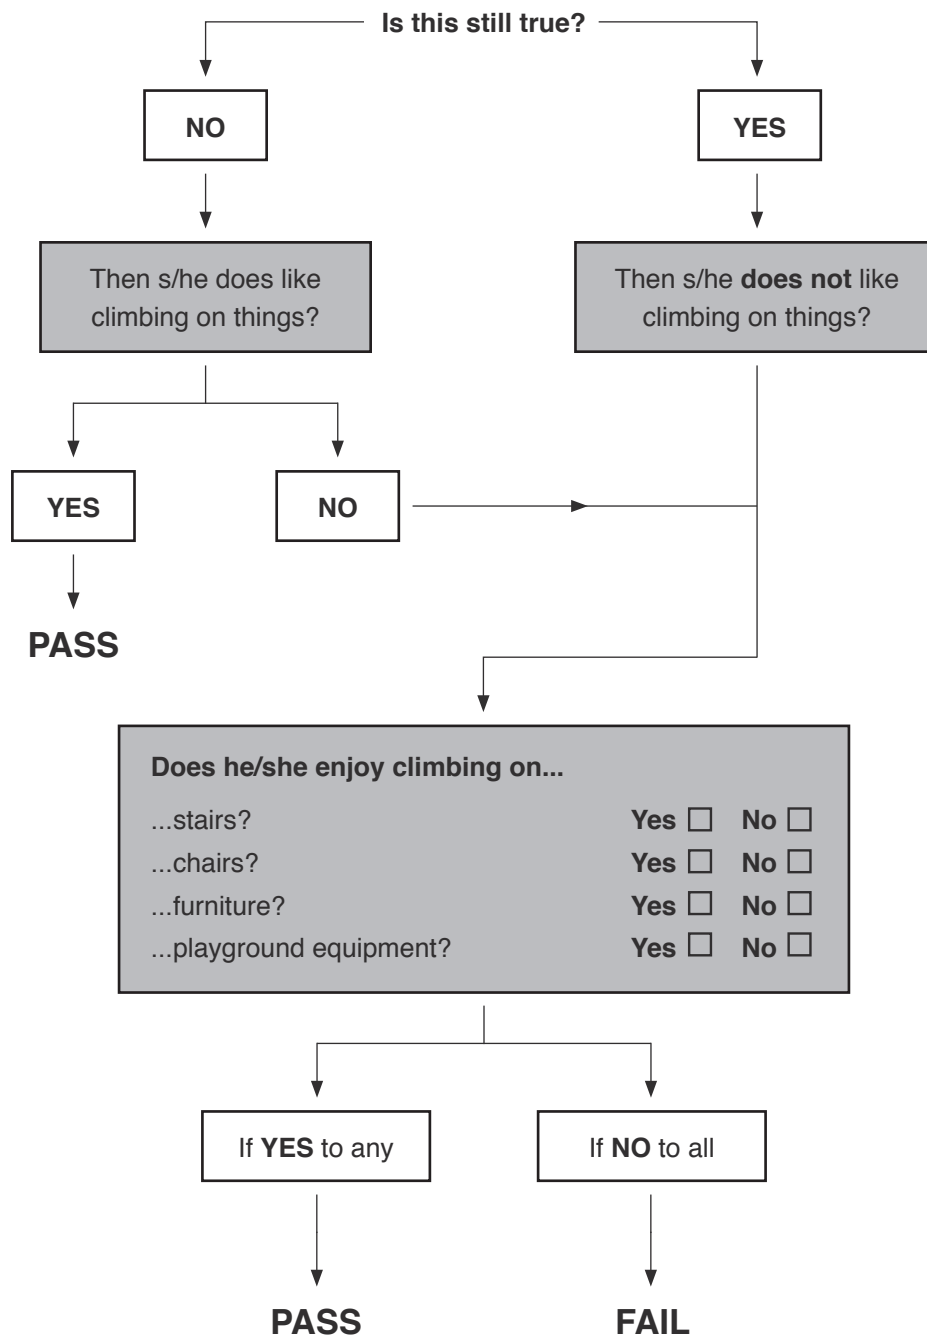 Is this still true?
NO
YES
Then s/he does like
climbing on things?
Then s/he does not like
climbing on things?
YES
NO
PASS
Does he/she enjoy climbing on...
...stairs? Yes No
...chairs? Yes No
...furniture? Yes No
...playground equipment? Yes No
If YES to any
If NO to all
PASS
FAIL